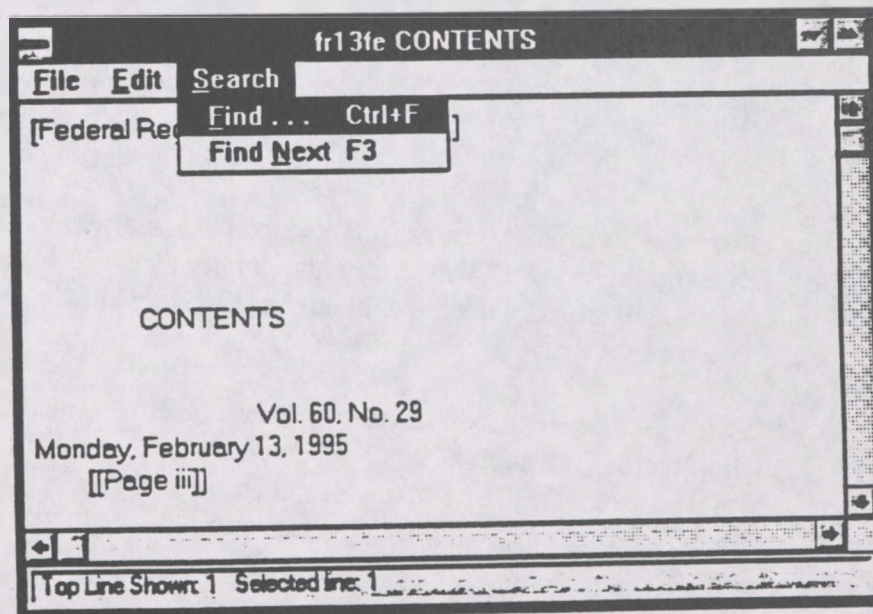 fr13fe CONTENTS
File Edit Search
Find . . . Ctrl+F
[Federal Re ]
Find Next F3
CONTENTS
Vol. 60, No. 29
Monday, February 13, 1995
[[Page iii]]
Top Line Shown: 1 Selected line: 1